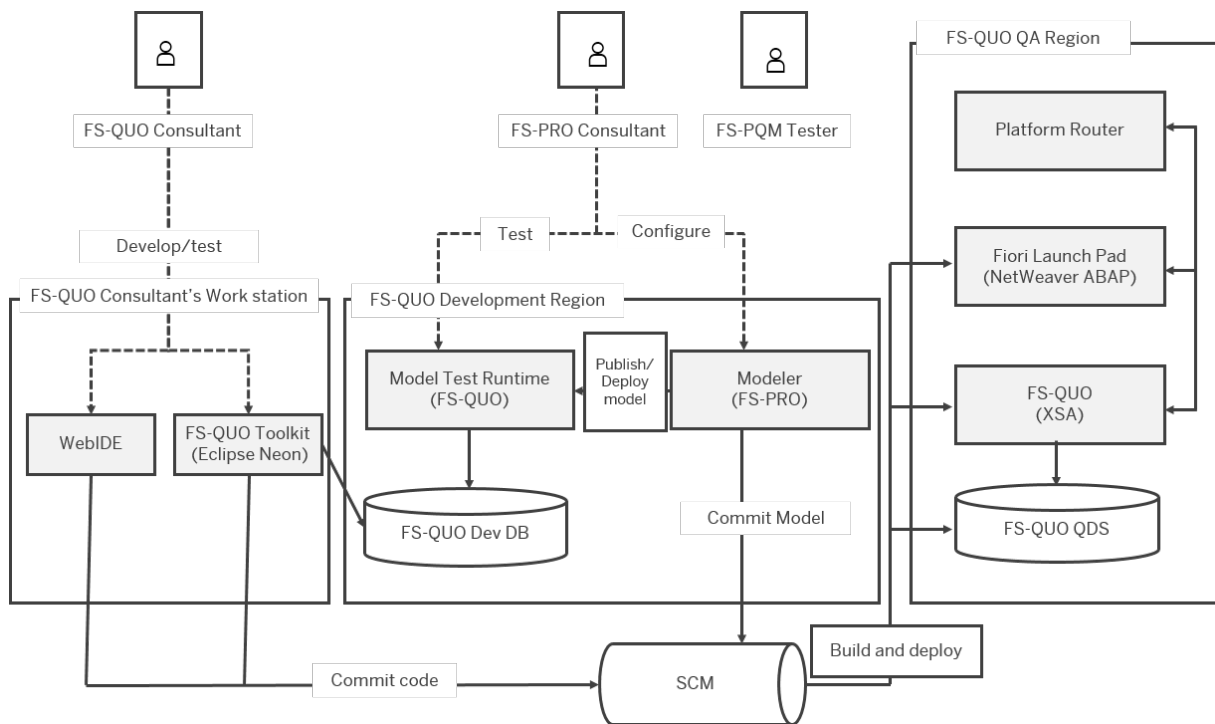 FS-QUO Consultant
FS-PRO Consultant
FS-PQM Tester
FS-QUO QA Region
Platform Router
Test
Configure
Develop/test
Fiori Launch Pad
(NetWeaver ABAP)
FS-QUO Consultant's Work station
FS-QUO Development Region
Model Test Runtime
(FS-QUO)
Publish/
Deploy
model
Modeler
(FS-PRO)
FS-QUO
(XSA)
WebIDE
FS-QUO Toolkit
(Eclipse Neon)
FS-QUO Dev DB
Commit Model
FS-QUO QDS
Build and deploy
Commit code
SCM